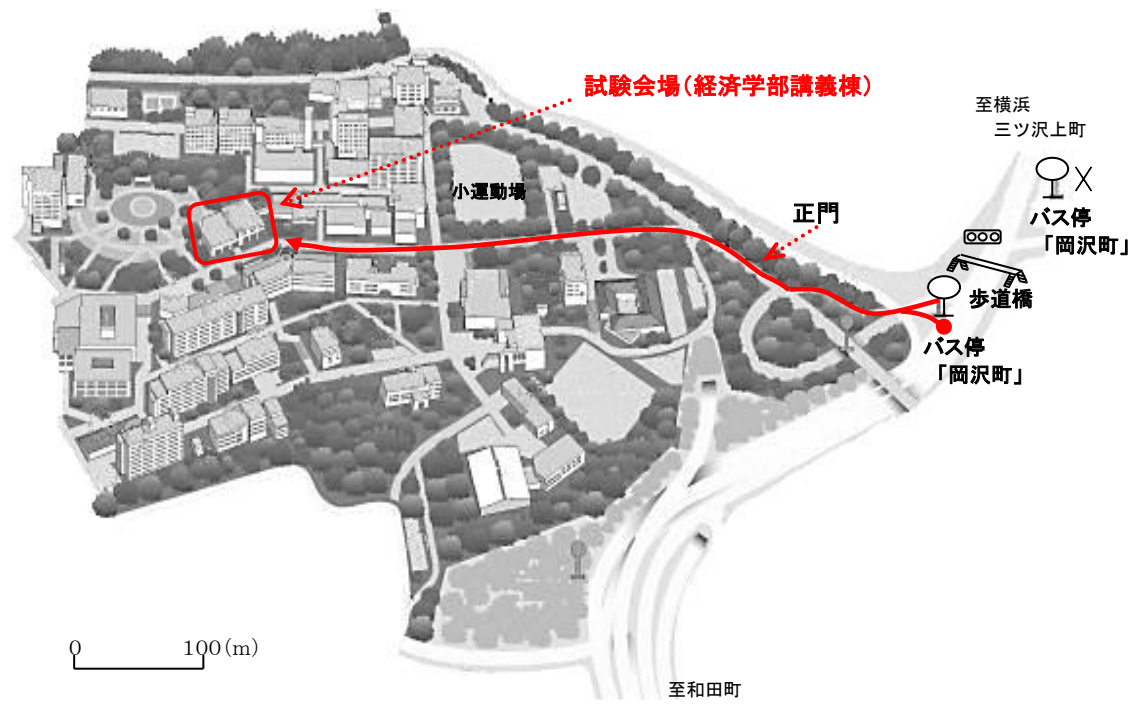 試験会場(経済学部講義棟)
至横浜
三ツ沢上町
小運動場
正門
バス停
「岡沢町」
歩道橋
バス停
「岡沢町」
0 100(m)
至和田町